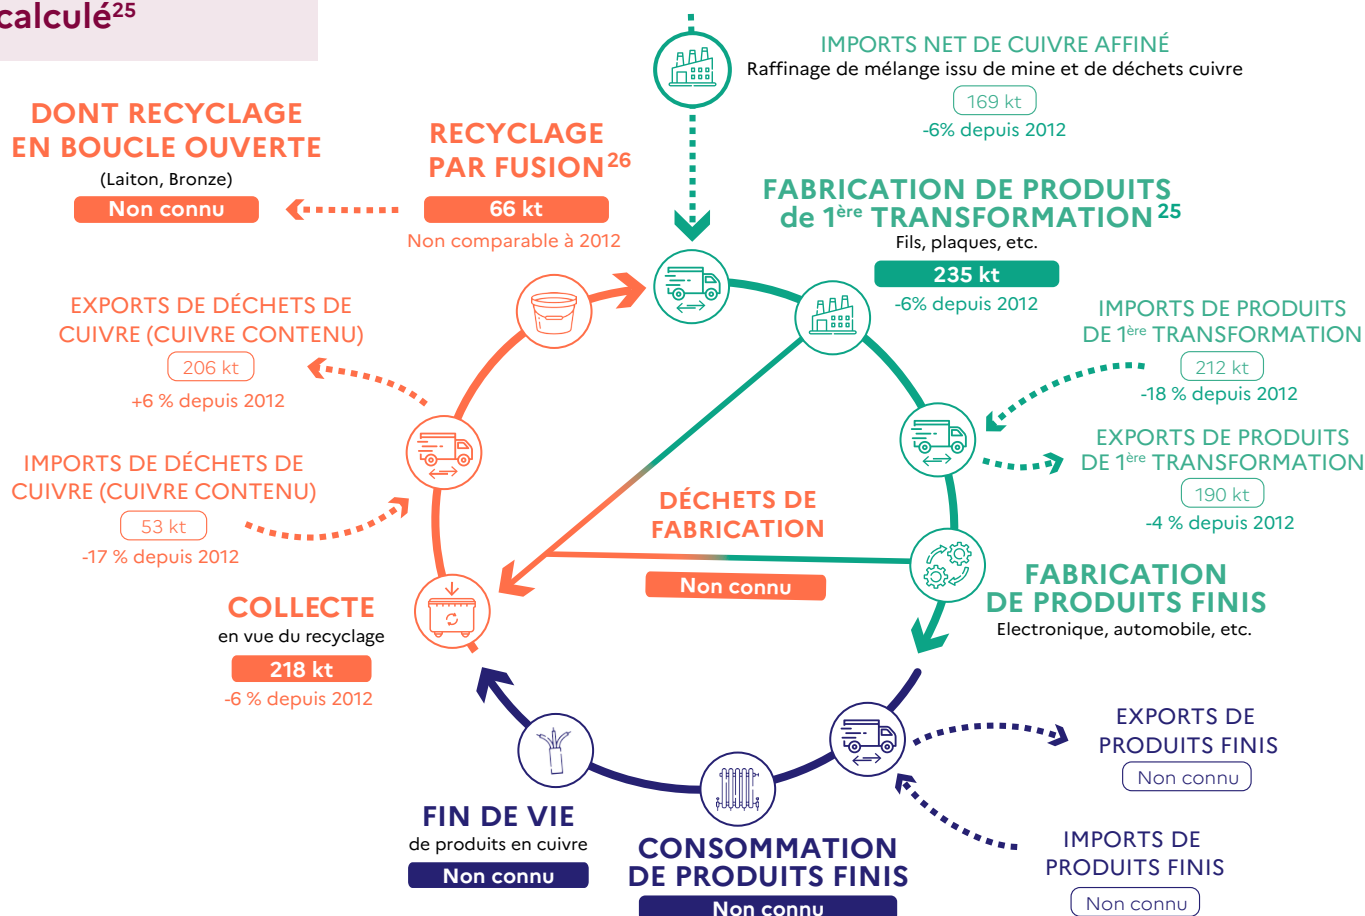 calculé²⁵
IMPORTS NET DE CUIVRE AFFINÉ
Raffinage de mélange issu de mine et de déchets cuivre
169 kt
-6% depuis 2012
DONT RECYCLAGE
EN BOUCLE OUVERTE
(Laiton, Bronze)
Non connu
RECYCLAGE
PAR FUSION²⁶
66 kt
Non comparable à 2012
FABRICATION DE PRODUITS
de 1ère TRANSFORMATION ²⁵
Fils, plaques, etc.
235 kt
-6% depuis 2012
EXPORTS DE DÉCHETS DE
CUIVRE (CUIVRE CONTENU)
206 kt
+6 % depuis 2012
IMPORTS DE PRODUITS
DE 1ère TRANSFORMATION
212 kt
-18 % depuis 2012
EXPORTS DE PRODUITS
DE 1ère TRANSFORMATION
190 kt
-4 % depuis 2012
IMPORTS DE DÉCHETS DE
CUIVRE (CUIVRE CONTENU)
53 kt
-17 % depuis 2012
DÉCHETS DE
FABRICATION
Non connu
FABRICATION
DE PRODUITS FINIS
Electronique, automobile, etc.
COLLECTE
en vue du recyclage
218 kt
-6 % depuis 2012
EXPORTS DE
PRODUITS FINIS
Non connu
FIN DE VIE
de produits en cuivre
Non connu
CONSOMMATION
DE PRODUITS FINIS
Non connu
IMPORTS DE
PRODUITS FINIS
Non connu